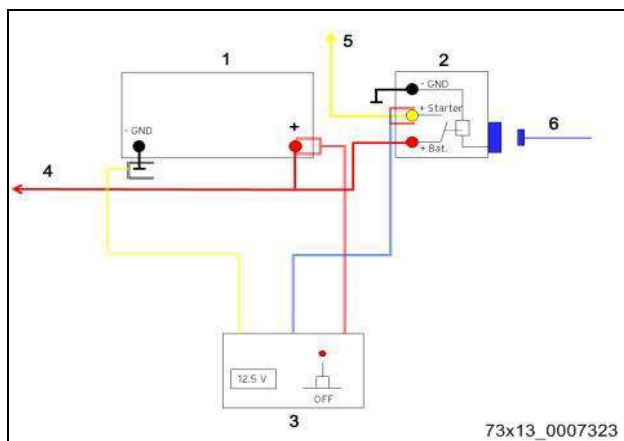 5
1
2
- GND
+ Starter
- GND
+
+ Bat.
6
4
12.5 V
OFF
3
73x13_0007323